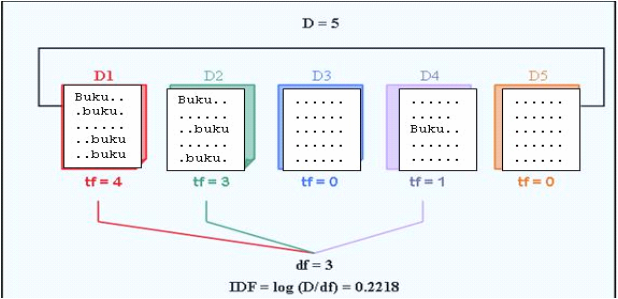 D = 5
D1 D2 D3 D4 D5
Buku..
.buku.
......
..buku
..buku
Buku..
......
..buku
......
.buku.
......
......
......
......
......
......
......
Buku..
......
......
......
......
......
......
......
tf = 4 tf = 3 tf = 0 tf = 1 tf = 0
df = 3
IDF = log (D/df) = 0.2218